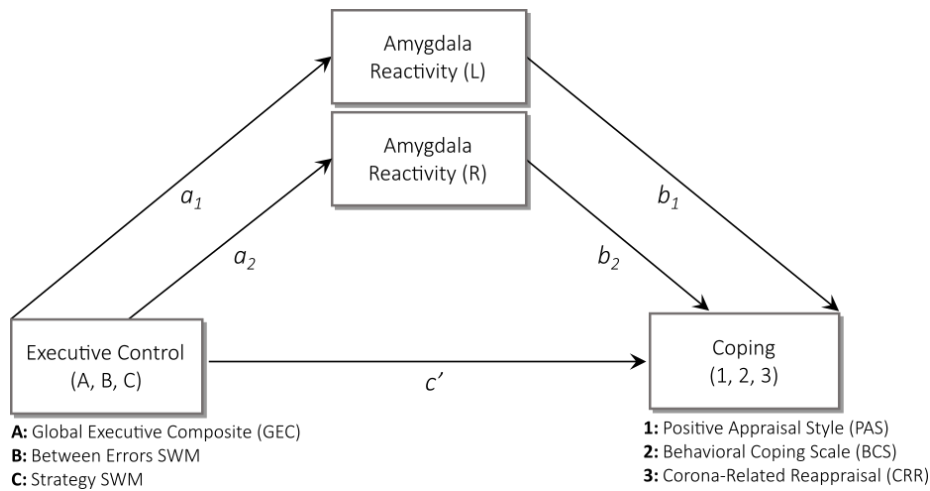 Amygdala
Reactivity (L)
Amygdala
Reactivity (R)
a1
b1
a2
b2
Executive Control
(A, B, C)
Coping
(1, 2, 3)
c’
A: Global Executive Composite (GEC)
B: Between Errors SWM
C: Strategy SWM
1: Positive Appraisal Style (PAS)
2: Behavioral Coping Scale (BCS)
3: Corona-Related Reappraisal (CRR)